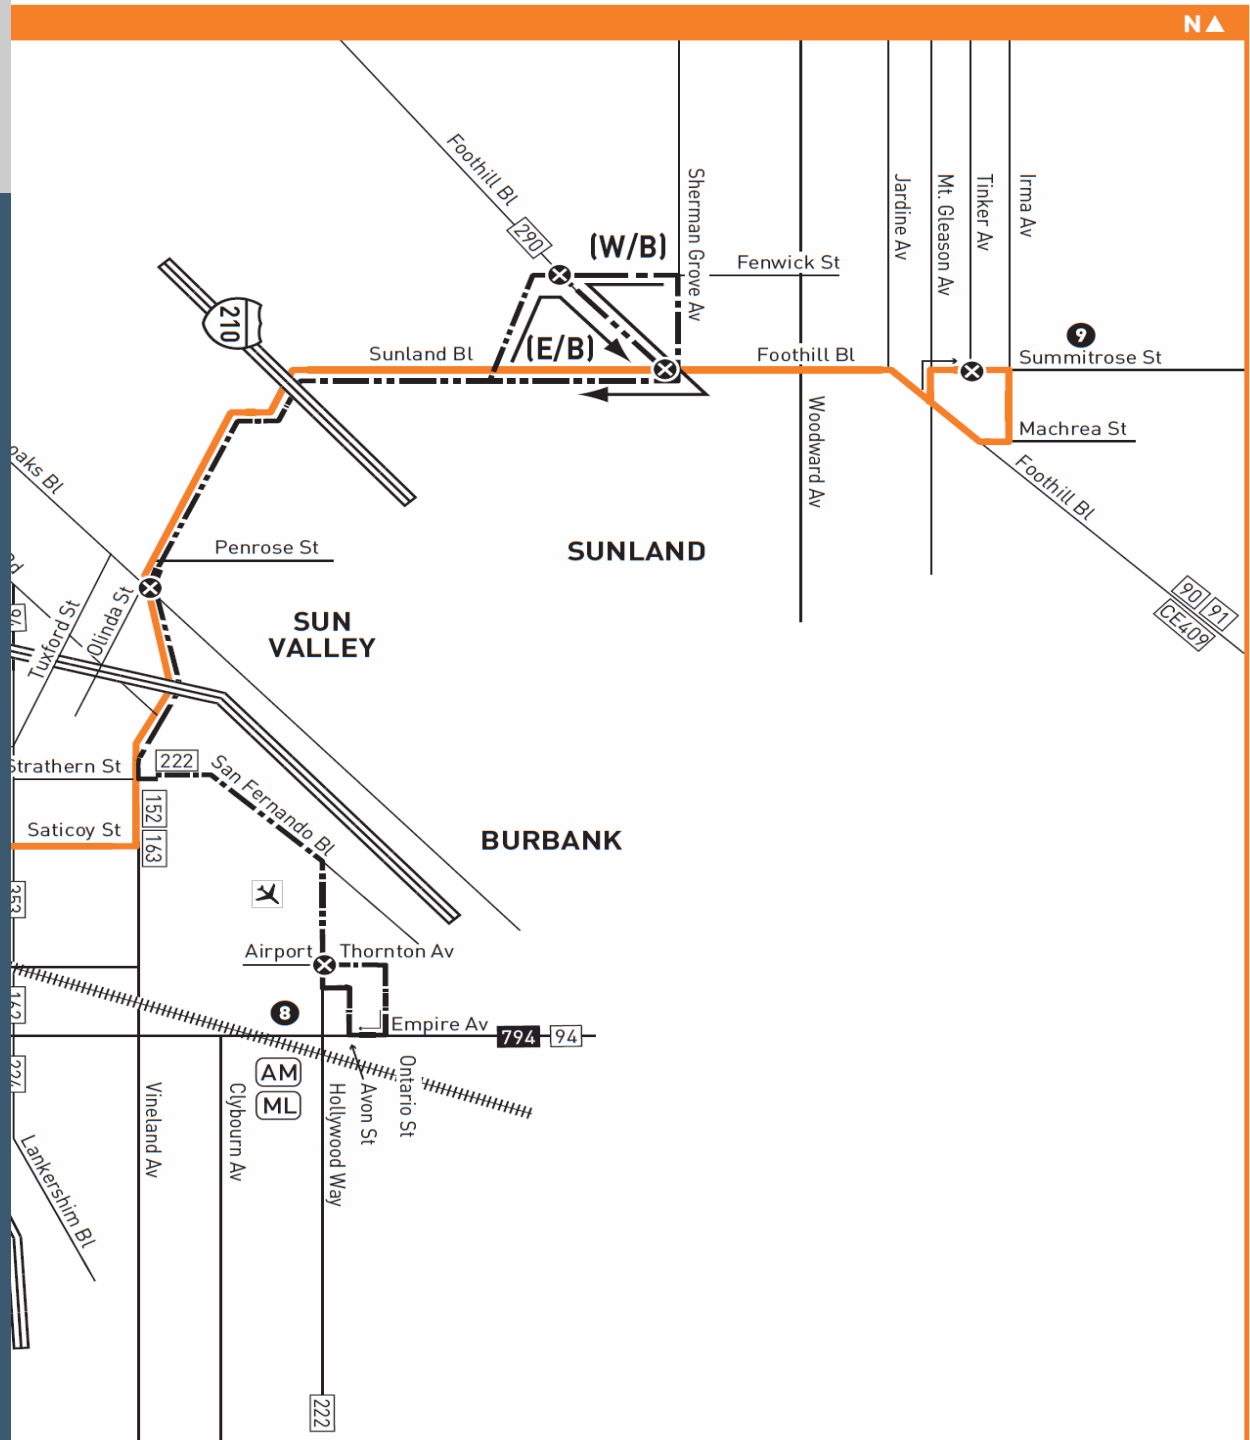 N
Foothill Bl
290
(W/B)
Sherman Grove Av
Fenwick St
Jardine Av
Mt. Gleason Av
Tinker Av
Irma Av
210
Sunland Bl
(E/B)
Foothill Bl
9
Summitrose St
Woodward Av
Machrea St
Foothill Bl
oaks Bl
Penrose St
SUNLAND
90
91
CE409
Tuxford St
Olinda St
SUN
VALLEY
Strathern St
222
San Fernando Bl
152
163
Saticoy St
BURBANK
353
Airport
Thornton Av
162
8
Empire Av
794
94
224
AM
ML
Vineland Av
Clybourn Av
Hollywood Way
Avon St
Ontario St
Lankershim Bl
222